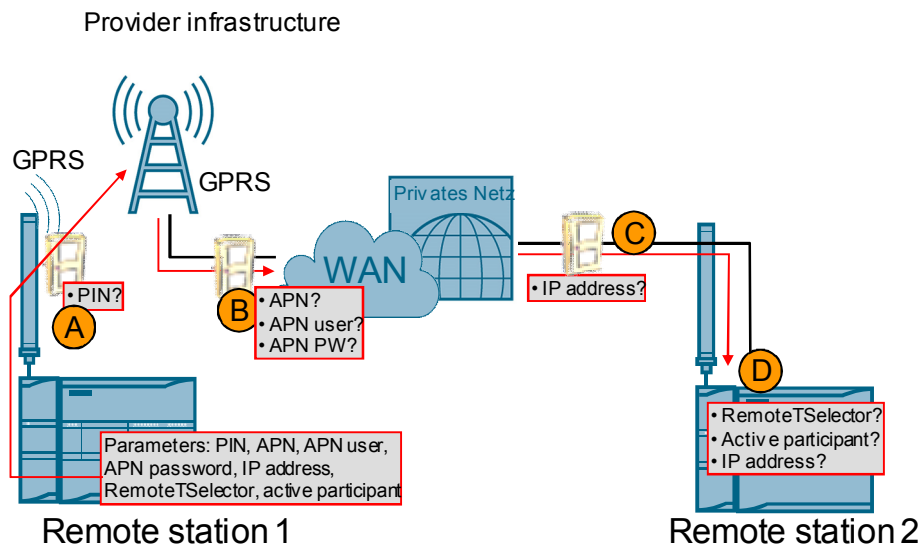 Provider infrastructure
GPRS
GPRS
Privates Netz
WAN
• PIN?
A
B
• APN?
• APN user?
• APN PW?
C
• IP address?
D
• RemoteTSelector?
• Active participant?
• IP address?
Parameters: PIN, APN, APN user,
APN password, IP address,
RemoteTSelector, active participant
Remote station 1
Remote station 2